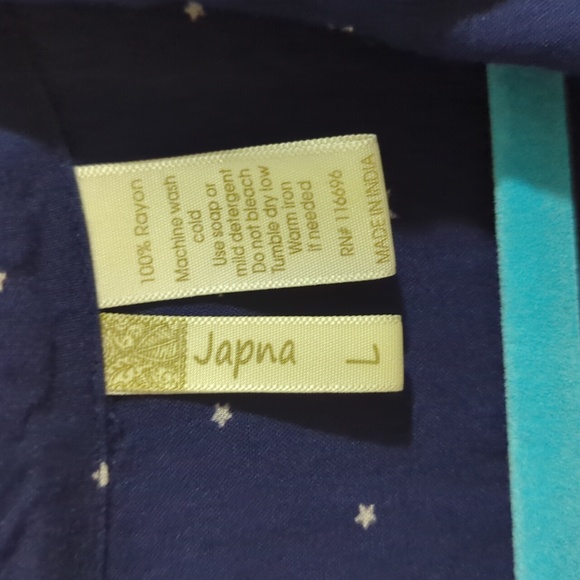 100% Rayon
Machine wash
cold
Use soap or
mild detergent
Do not bleach
Tumble dry low
Warm iron
if needed
RN# 116696
MADE IN INDIA
Japna
L